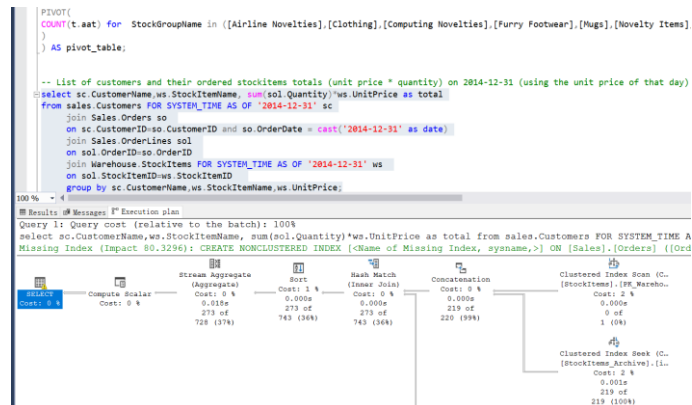 PIVOT(
COUNT(t.aat) for  StockGroupName in ([Airline Novelties],[Clothing],[Computing Novelties],[Furry Footwear],[Mugs],[Novelty Items],
)
) AS pivot_table;
-- List of customers and their ordered stockitems totals (unit price * quantity) on 2014-12-31 (using the unit price of that day)
select sc.CustomerName,ws.StockItemName, sum(sol.Quantity)*ws.UnitPrice as total
from sales.Customers FOR SYSTEM_TIME AS OF '2014-12-31' sc
join Sales.Orders so
on sc.CustomerID=so.CustomerID and so.OrderDate = cast('2014-12-31' as date)
join Sales.OrderLines sol
on sol.OrderID=so.OrderID
join Warehouse.StockItems FOR SYSTEM_TIME AS OF '2014-12-31' ws
on sol.StockItemID=ws.StockItemID
group by sc.CustomerName,ws.StockItemName,ws.UnitPrice;
100 %
Results Messages Execution plan
Query 1: Query cost (relative to the batch): 100%
select sc.CustomerName,ws.StockItemName, sum(sol.Quantity)*ws.UnitPrice as total from sales.Customers FOR SYSTEM_TIME A
Missing Index (Impact 80.3296): CREATE NONCLUSTERED INDEX [<Name of Missing Index, sysname,>] ON [Sales].[Orders] ([Ord
SELECT
Cost: 0 %
Compute Scalar
Cost: 0 %
Stream Aggregate
(Aggregate)
Cost: 0 %
0.018s
273 of
728 (37%)
Sort
Cost: 1 %
0.000s
273 of
743 (36%)
Hash Match
(Inner Join)
Cost: 0 %
0.000s
273 of
743 (36%)
Concatenation
Cost: 0 %
0.000s
219 of
220 (99%)
Clustered Index Scan (C…
[StockItems].[PK_Wareho…
Cost: 2 %
0.000s
0 of
1 (0%)
Clustered Index Seek (C…
[StockItems_Archive].[i…
Cost: 2 %
0.001s
219 of
219 (100%)